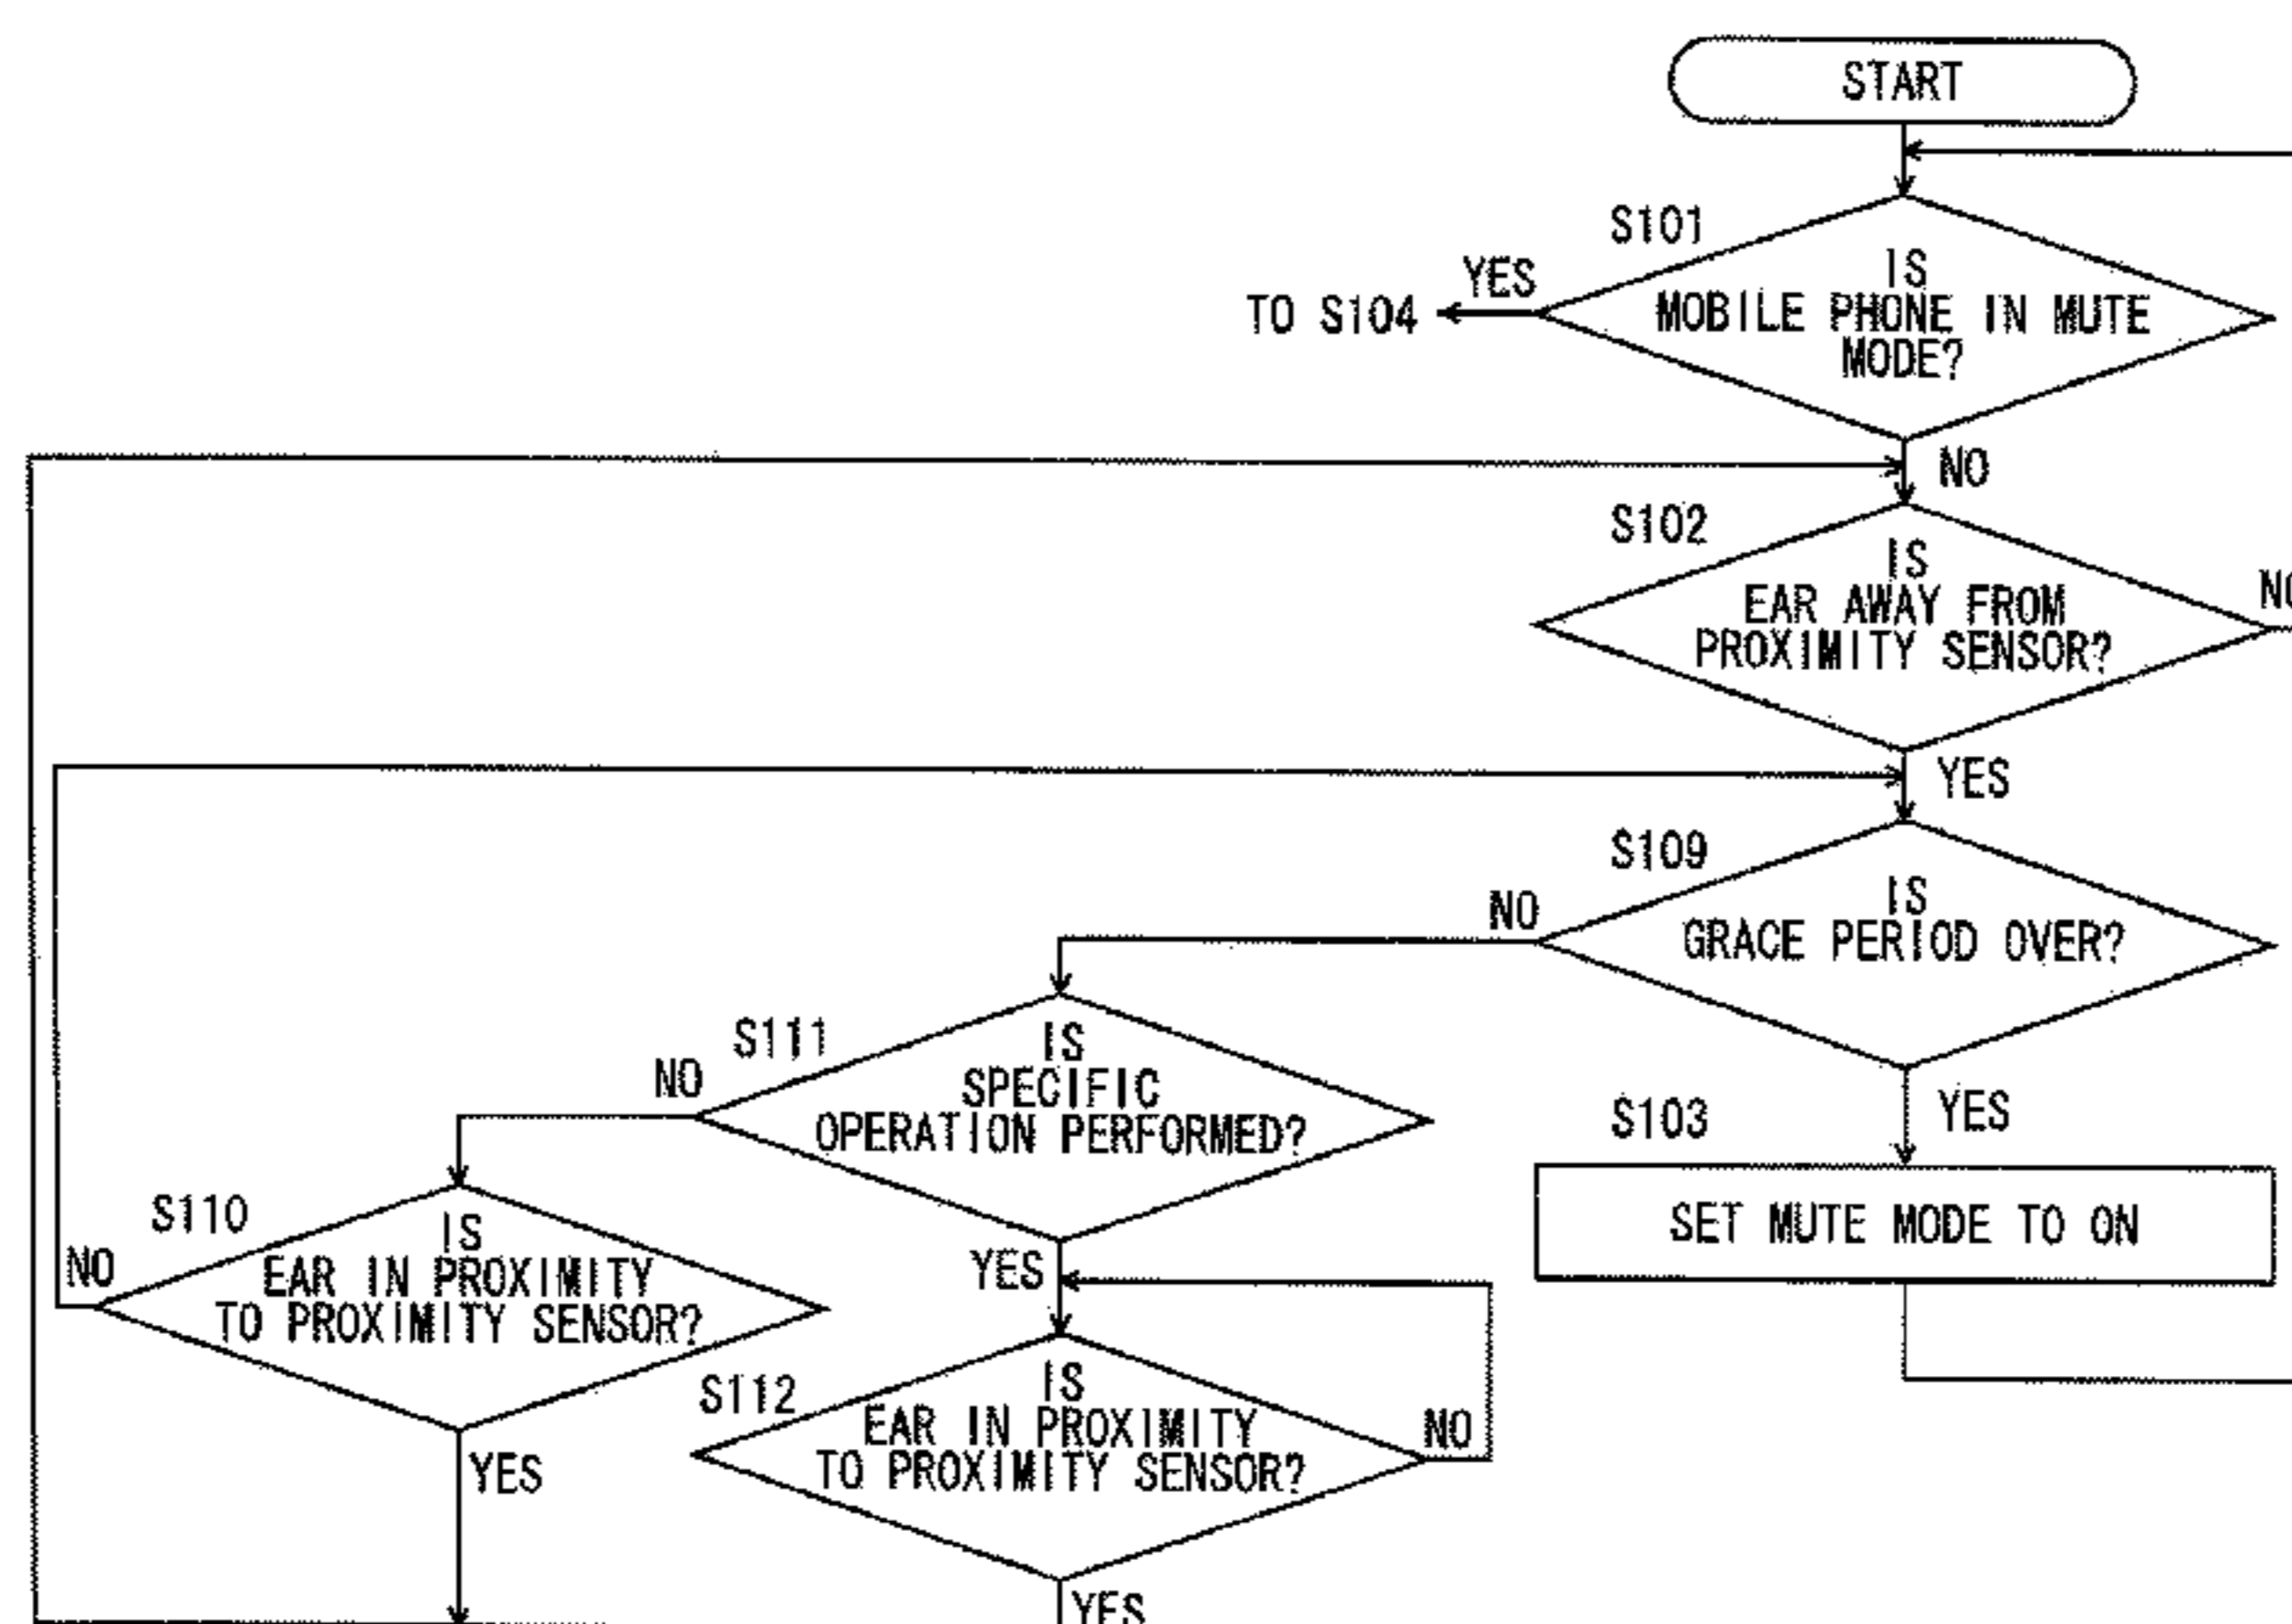 START
S101
IS
MOBILE PHONE IN MUTE
MODE?
YES
TO S104
NO
S102
IS
EAR AWAY FROM
PROXIMITY SENSOR?
NO
YES
S109
IS
GRACE PERIOD OVER?
NO
S111
IS
SPECIFIC
OPERATION PERFORMED?
NO
YES
S103
SET MUTE MODE TO ON
S110
IS
EAR IN PROXIMITY
TO PROXIMITY SENSOR?
NO
YES
YES
S112
IS
EAR IN PROXIMITY
TO PROXIMITY SENSOR?
NO
YES